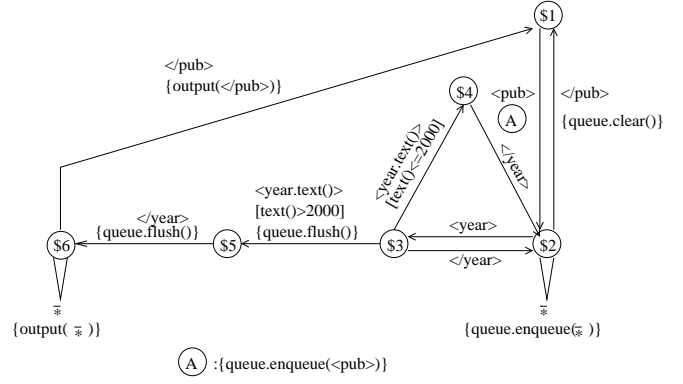 $1
</pub>
{output(</pub>)}
$4
<pub>
</pub>
A
{queue.clear()}
<year.text()>
[text()<=2000]
</year>
<year.text()>
[text()>2000]
{queue.flush()}
</year>
{queue.flush()}
<year>
$6
$5
$3
$2
</year>
*
*
{output( * )}
{queue.enqueue( * )}
A :{queue.enqueue(<pub>)}